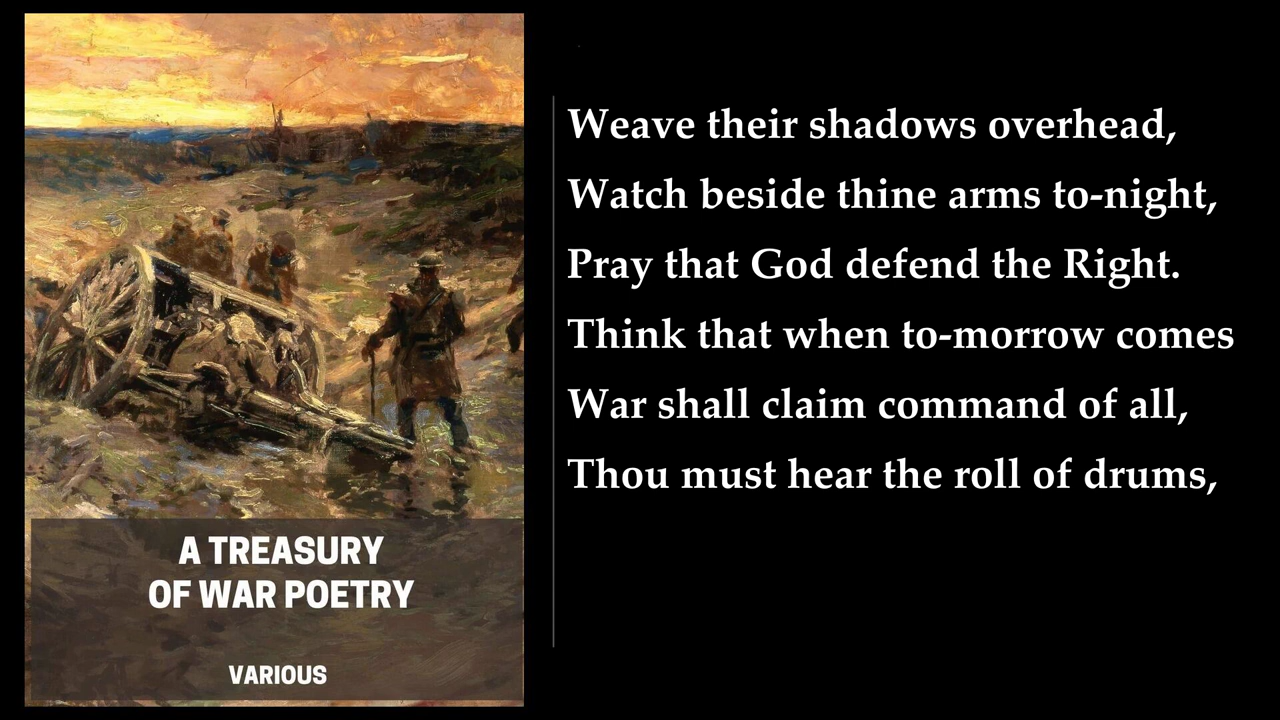 A TREASURY
OF WAR POETRY
VARIOUS
Weave their shadows overhead,
Watch beside thine arms to-night,
Pray that God defend the Right.
Think that when to-morrow comes
War shall claim command of all,
Thou must hear the roll of drums,